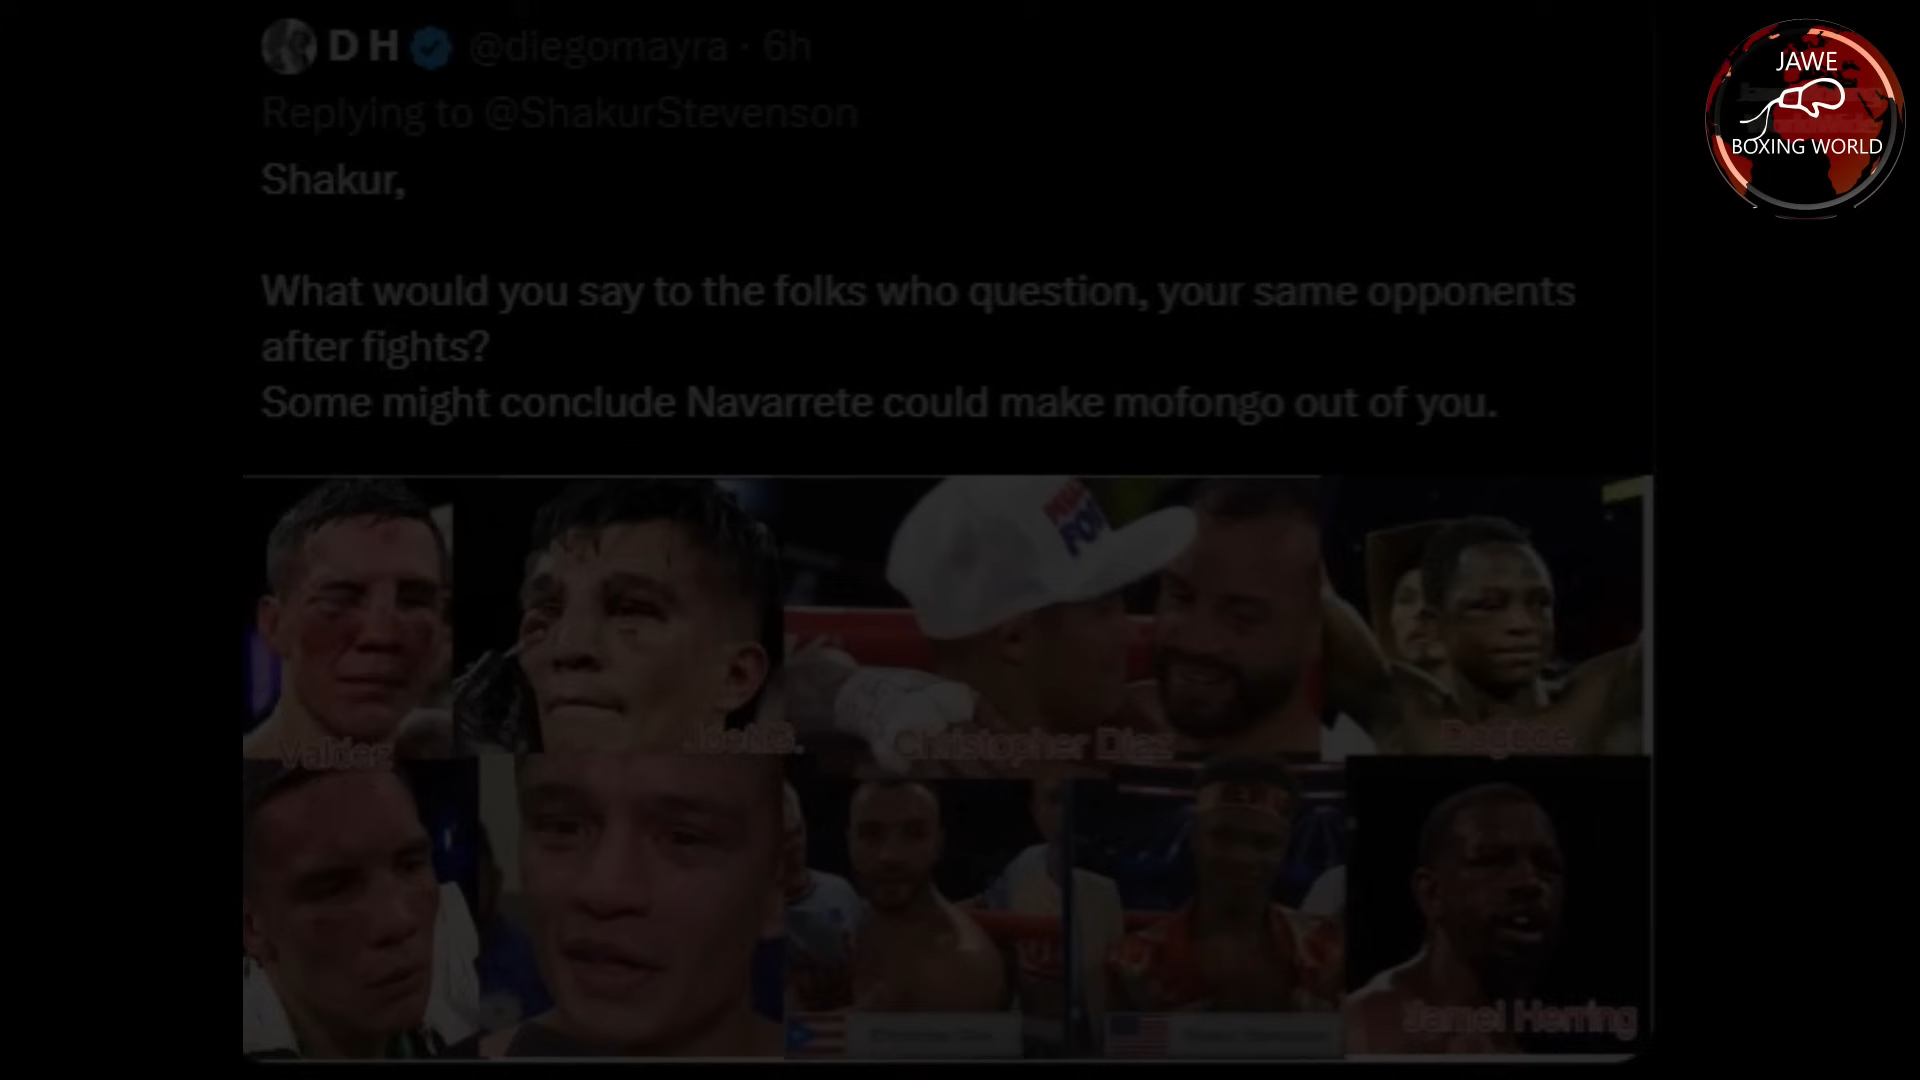 D H @diegomayra · 6h
Replying to @ShakurStevenson
Shakur,
What would you say to the folks who question, your same opponents
after fights?
Some might conclude Navarrete could make mofongo out of you.
JAWE
BOXING WORLD
Valdez
Christopher Diaz
Jamel Herring